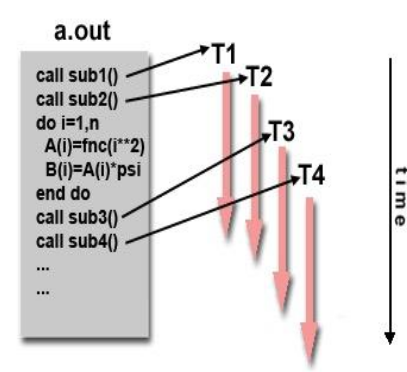 a.out
call sub1()
call sub2()
do i=1,n
A(i)=fnc(i**2)
B(i)=A(i)*psi
end do
call sub3()
call sub4()
...
...
T1
T2
T3
T4
time